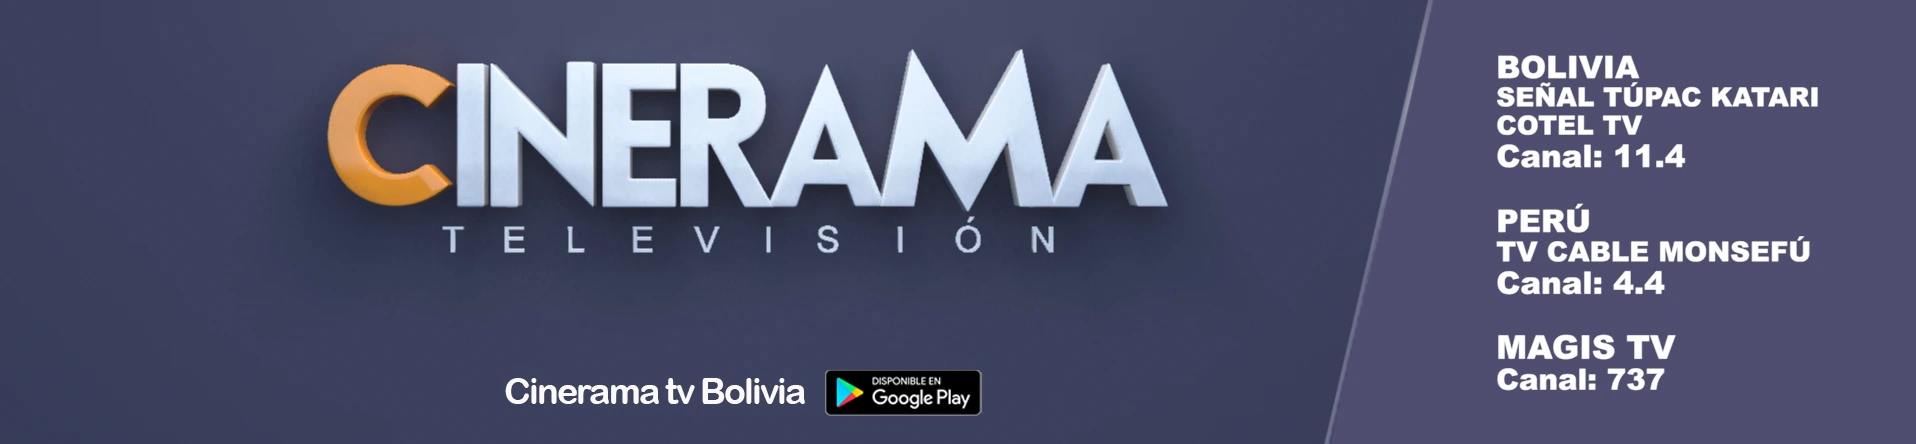 CINERAMA
TELEVISIÓN
Cinerama tv Bolivia
DISPONIBLE EN
Google Play
BOLIVIA
SEÑAL TÚPAC KATARI
COTEL TV
Canal: 11.4
PERÚ
TV CABLE MONSEFÚ
Canal: 4.4
MAGIS TV
Canal: 737